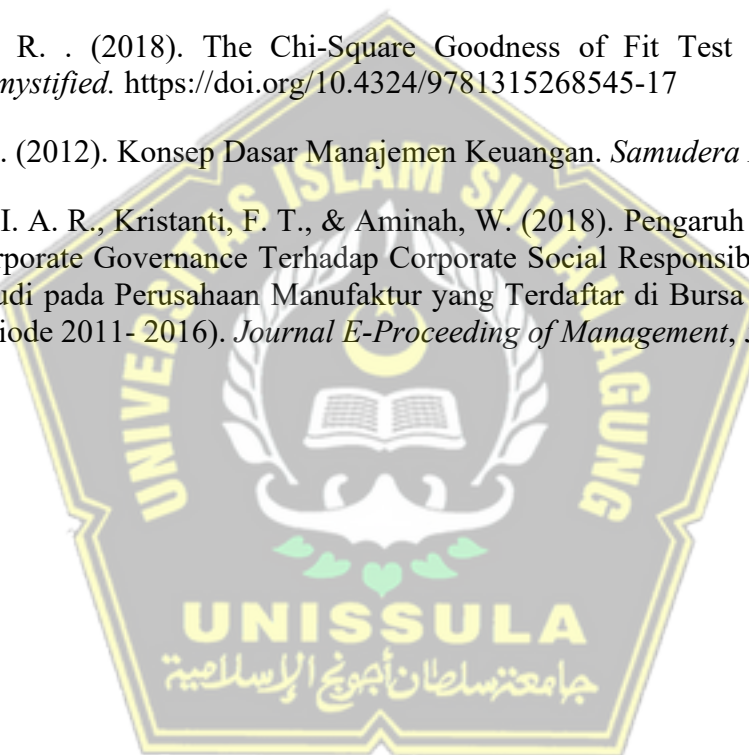 R. . (2018). The Chi-Square Goodness of Fit Test
mystified. https://doi.org/10.4324/9781315268545-17
. (2012). Konsep Dasar Manajemen Keuangan. Samudera
I. A. R., Kristanti, F. T., & Aminah, W. (2018). Pengaruh
rporate Governance Terhadap Corporate Social Responsib
udi pada Perusahaan Manufaktur yang Terdaftar di Bursa
iode 2011- 2016). Journal E-Proceeding of Management,
UNIVERSITAS ISLAM SULTAN AGUNG
UNISSULA
جامعة سلطان أجونج الإسلامية